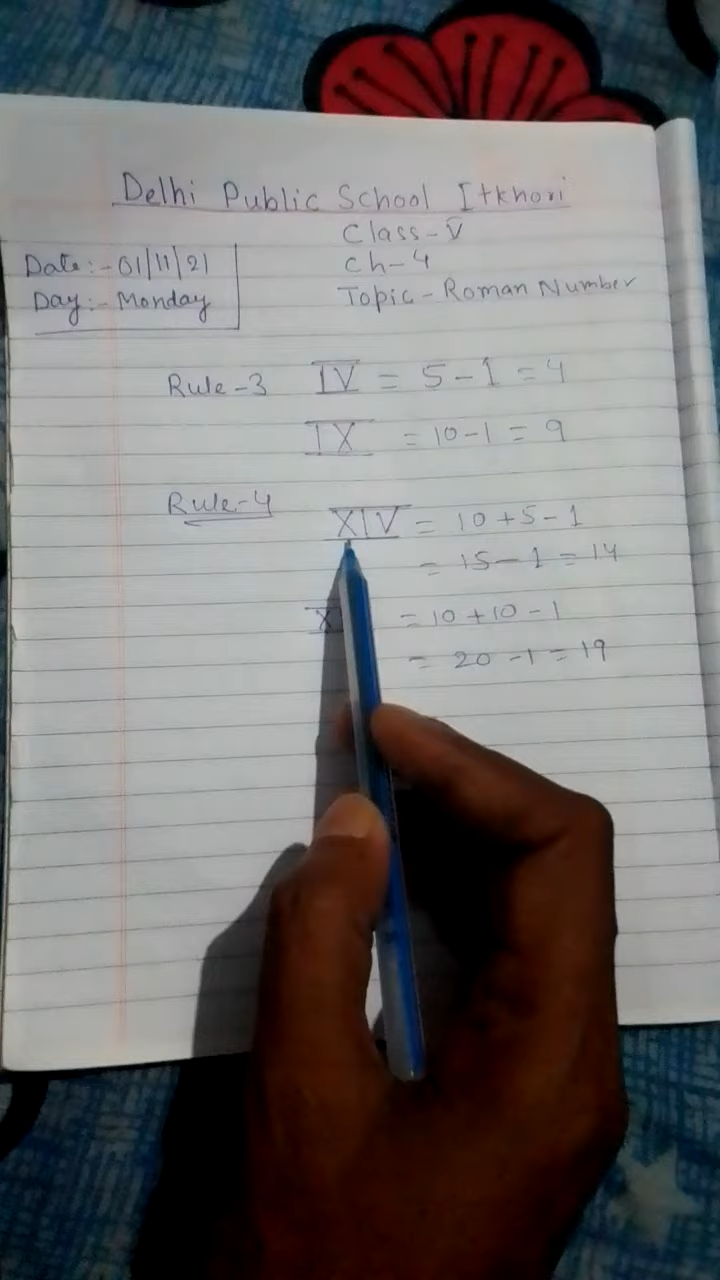 Delhi Public School Itkhori
Class-V
Date:-01/11/21
Ch-4
Day:- Monday
Topic-Roman Number
Rule-3 IV = 5-1=4
IX = 10-1=9
Rule-4
XIV = 10+5-1
= 15-1=14
X = 10+10-1
= 20-1=19